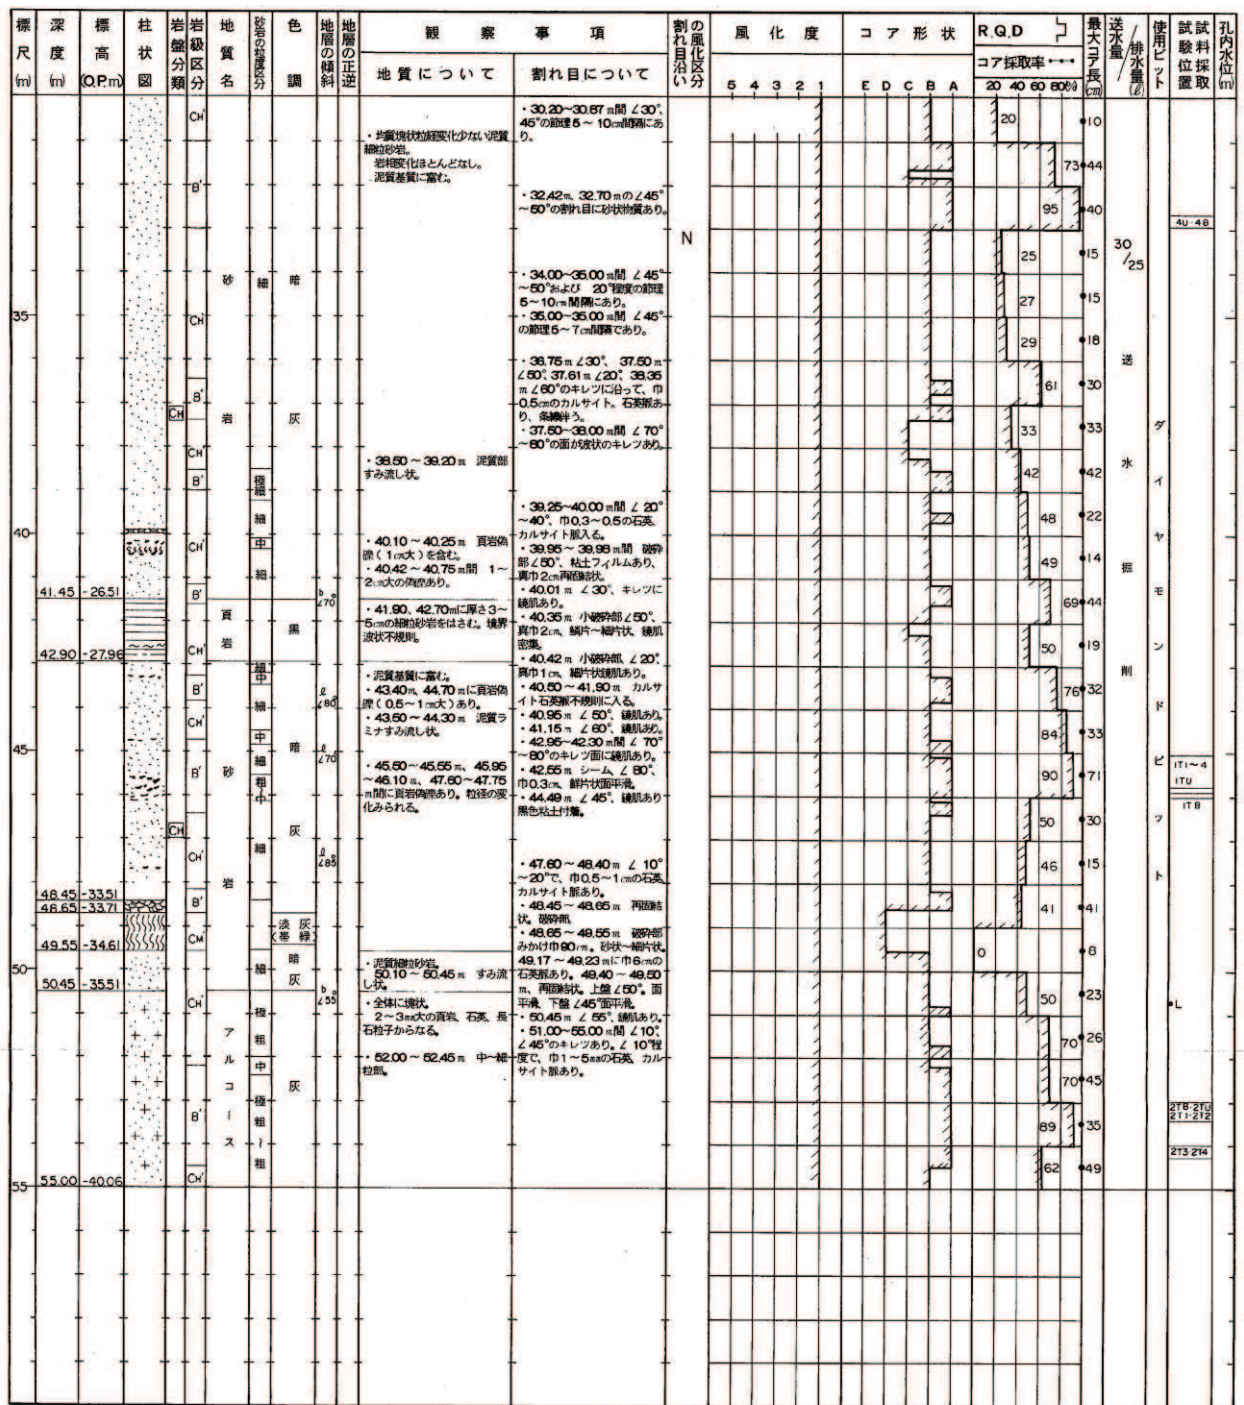 標尺(m)
深度(m)
標高(O.P.m)
柱状図
岩盤分類
岩級区分
地質名
砂岩の粒度区分
色調
地層の傾斜
地層の正逆
観察事項
地質について
割れ目について
割れ目沿いの風化区分
風化度
5 4 3 2 1
コア形状
E D C B A
R.Q.D
コア採取率
20 40 60 80 %
最大コア長(cm)
送水量/排水量(ℓ)
使用ビット
試験位置
試料採取
孔内水位(m)
35
40
41.45 -26.51
42.90 -27.96
45
48.45 -33.51
48.65 -33.71
49.55 -34.61
50
50.45 -35.51
55 55.00 -40.06
CH
CH
CH'
B'
CH'
B'
CH'
B'
CH'
B'
CH'
B'
CH'
B'
CH'
B'
CM
CH'
B'
CH'
砂岩
頁岩
砂岩
アルコース
細
極細
細
中
細
細
中
細
中
細
粗~中
細
細
極粗
中
極粗~粗
暗灰
黒
暗灰
淡灰
(帯緑)
暗灰
灰
b
∠70°
ℓ
∠80°
ℓ
∠70°
ℓ
∠85°
b
∠55°
・均質塊状粒経変化少ない泥質
細粒砂岩。
岩相変化ほとんどなし。
泥質基質に富む。
・38.50～39.20m 泥質部
すみ流し状。
・40.10～40.25m 頁岩偽
礫(1cm大)を含む。
・40.42～40.75m間 1～
2cm大の偽礫あり。
・41.90、42.70mに厚さ3～
5cmの細粒砂岩をはさむ。境界
波状不規則。
・泥質基質に富む。
・43.40m、44.70mに頁岩偽
礫(0.5～1cm大)あり。
・43.50～44.30m 泥質ラ
ミナすみ流し状。
・45.50～45.55m、45.95
～46.10m、47.60～47.75
m間に頁岩偽礫あり。粒径の変
化みられる。
・泥質細粒砂岩。
50.10～50.45m すみ流
し状。
・全体に塊状。
2～3mm大の頁岩、石英、長
石粒子からなる。
・52.00～52.45m 中～細
粒部。
・30.20～30.87m間∠30°、
45°の節理5～10cm間隔にあ
り。
・32.42m、32.70mの∠45°
～50°の割れ目に砂状物質あり。
・34.00～35.00m間∠45°
～50°および 20°程度の節理
5～10cm間隔にあり。
・35.00～35.00m間∠45°
の節理5～7cm間隔であり。
・36.75m∠30°、37.50m
∠50°、37.61m∠20°、38.35
m∠60°のキレツに沿って、巾
0.5cmのカルサイト。石英脈あ
り、条線伴う。
・37.50～38.00m間∠70°
～80°の面が波状のキレツあり。
・39.25～40.00m間∠20°
～40°、巾0.3～0.5の石英、
カルサイト脈入る。
・39.95～39.98m間 破砕
部∠50°、粘土フィルムあり、
真巾2cm再固結状。
・40.01m∠30°、キレツに
鏡肌あり。
・40.35m 小破砕部∠50°、
真巾2cm、鱗片～細片状、鏡肌
密集。
・40.42m 小破砕部、∠20°
真巾1cm、細片状鏡肌あり。
・40.50～41.90m カルサ
イト石英脈不規則に入る。
・40.95m∠50°、鏡肌あり。
・41.15m∠60°、鏡肌あり。
・42.95～42.30m間∠70°
～80°のキレツ面に鏡肌あり。
・42.55m シーム、∠80°、
巾0.3cm、鮮片状面平滑。
・44.49m∠45°、鏡肌あり
黒色粘土付着。
・47.60～48.40m∠10°
～20°で、巾0.5～1cmの石英、
カルサイト脈あり。
・48.45～48.65m 再固結
状。破砕部。
・48.65～49.55m 破砕部
みかけ巾90cm。砂状～細片状。
49.17～49.23mに巾6cmの
石英脈あり。49.40～49.50
m、再固結状。上盤∠50°。面
平滑、下盤∠45°面平滑。
・50.45m∠55°、鏡肌あり。
・51.00～55.00m間∠10°、
∠45°のキレツあり。∠10°程
度で、巾1～5mmの石英、カル
サイト脈あり。
N
20 10
73 44
95 40
25 15
27 15
29 18
61 30
33 33
42 42
48 22
49 14
69 44
50 19
76 32
84 33
90 71
50 30
46 15
41 41
0 8
50 23
70 26
70 45
89 35
62 49
30/25
送水掘削
ダイヤモンドビット
4U-4B
1T1～4
1TU
1TB
L
2TB-2TU
2T1-2T2
2T3 2T4